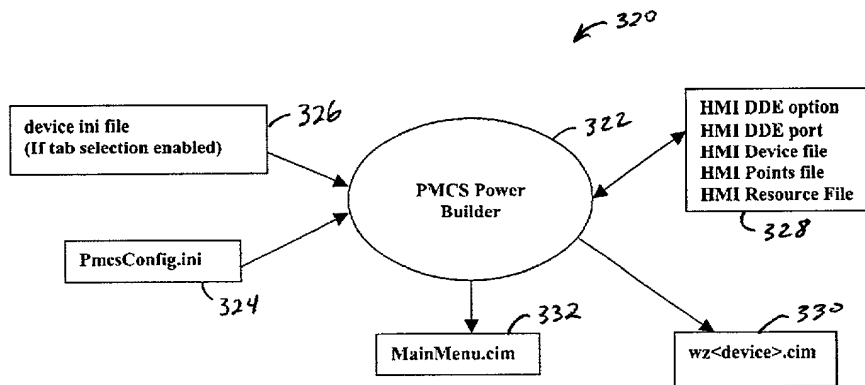 320
device ini file
(If tab selection enabled)
326
322
HMI DDE option
HMI DDE port
HMI Device file
HMI Points file
HMI Resource File
328
PMCS Power
Builder
PmcsConfig.ini
324
332
MainMenu.cim
330
wz<device>.cim